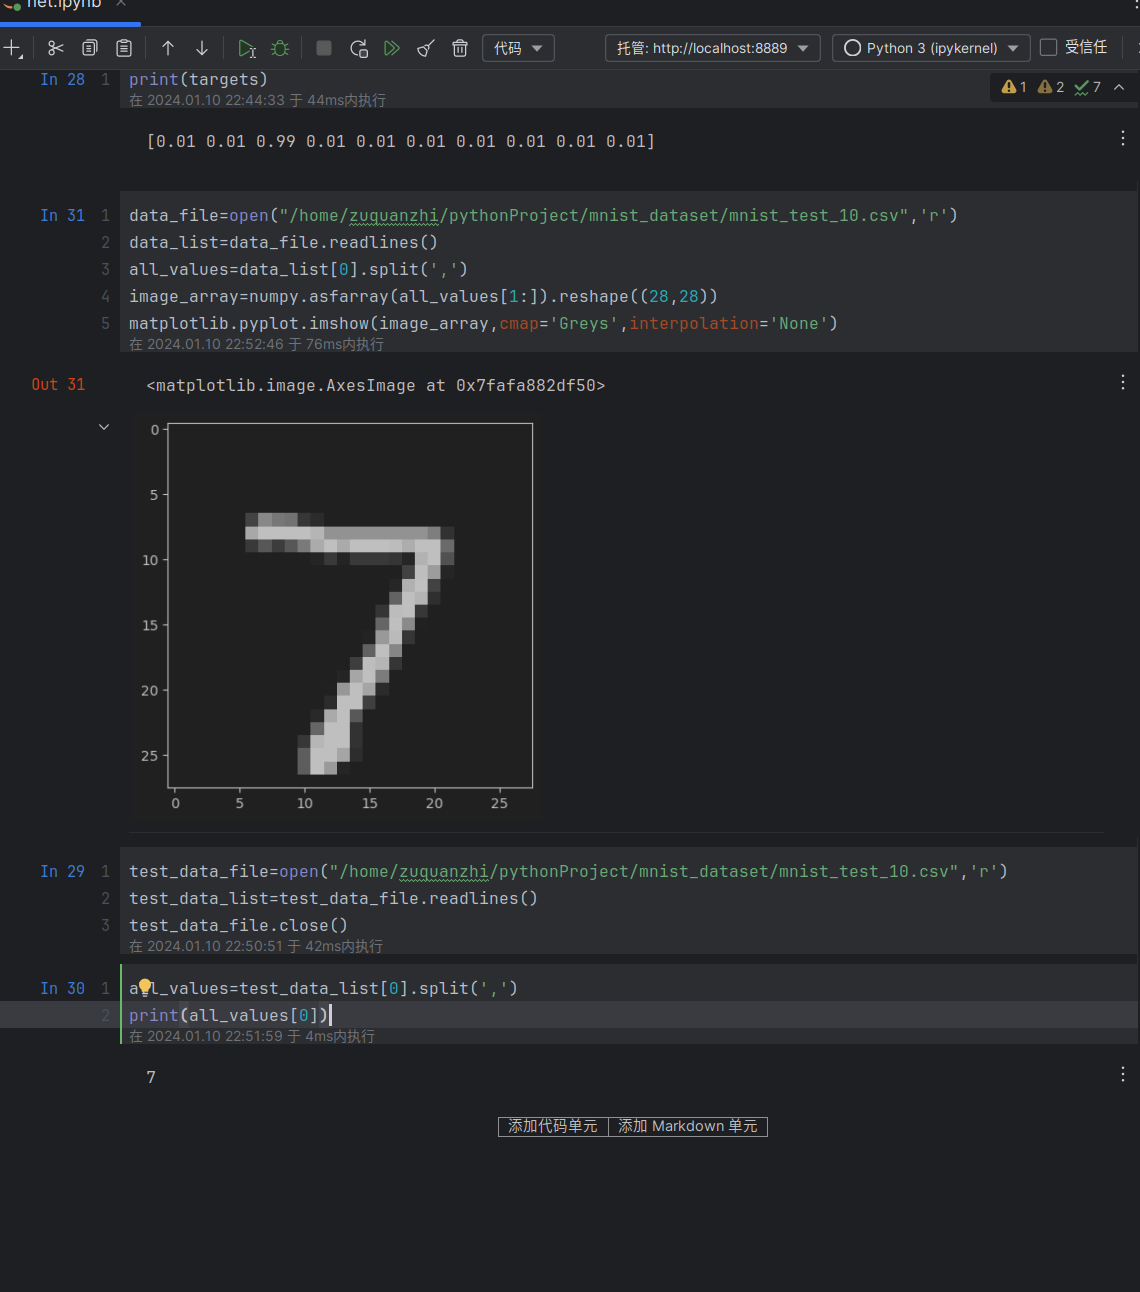 net.ipynb
代码
托管: http://localhost:8889
Python 3 (ipykernel)
受信任
In 28 1 print(targets)
在 2024.01.10 22:44:33 于 44ms内执行
1 2 7
[0.01 0.01 0.99 0.01 0.01 0.01 0.01 0.01 0.01 0.01]
In 31 1 data_file=open("/home/zuquanzhi/pythonProject/mnist_dataset/mnist_test_10.csv",'r')
2 data_list=data_file.readlines()
3 all_values=data_list[0].split(',')
4 image_array=numpy.asfarray(all_values[1:]).reshape((28,28))
5 matplotlib.pyplot.imshow(image_array,cmap='Greys',interpolation='None')
在 2024.01.10 22:52:46 于 76ms内执行
Out 31 <matplotlib.image.AxesImage at 0x7fafa882df50>
0
5
10
15
20
25
0 5 10 15 20 25
In 29 1 test_data_file=open("/home/zuquanzhi/pythonProject/mnist_dataset/mnist_test_10.csv",'r')
2 test_data_list=test_data_file.readlines()
3 test_data_file.close()
在 2024.01.10 22:50:51 于 42ms内执行
In 30 1 all_values=test_data_list[0].split(',')
2 print(all_values[0])
在 2024.01.10 22:51:59 于 4ms内执行
7
添加代码单元 添加 Markdown 单元